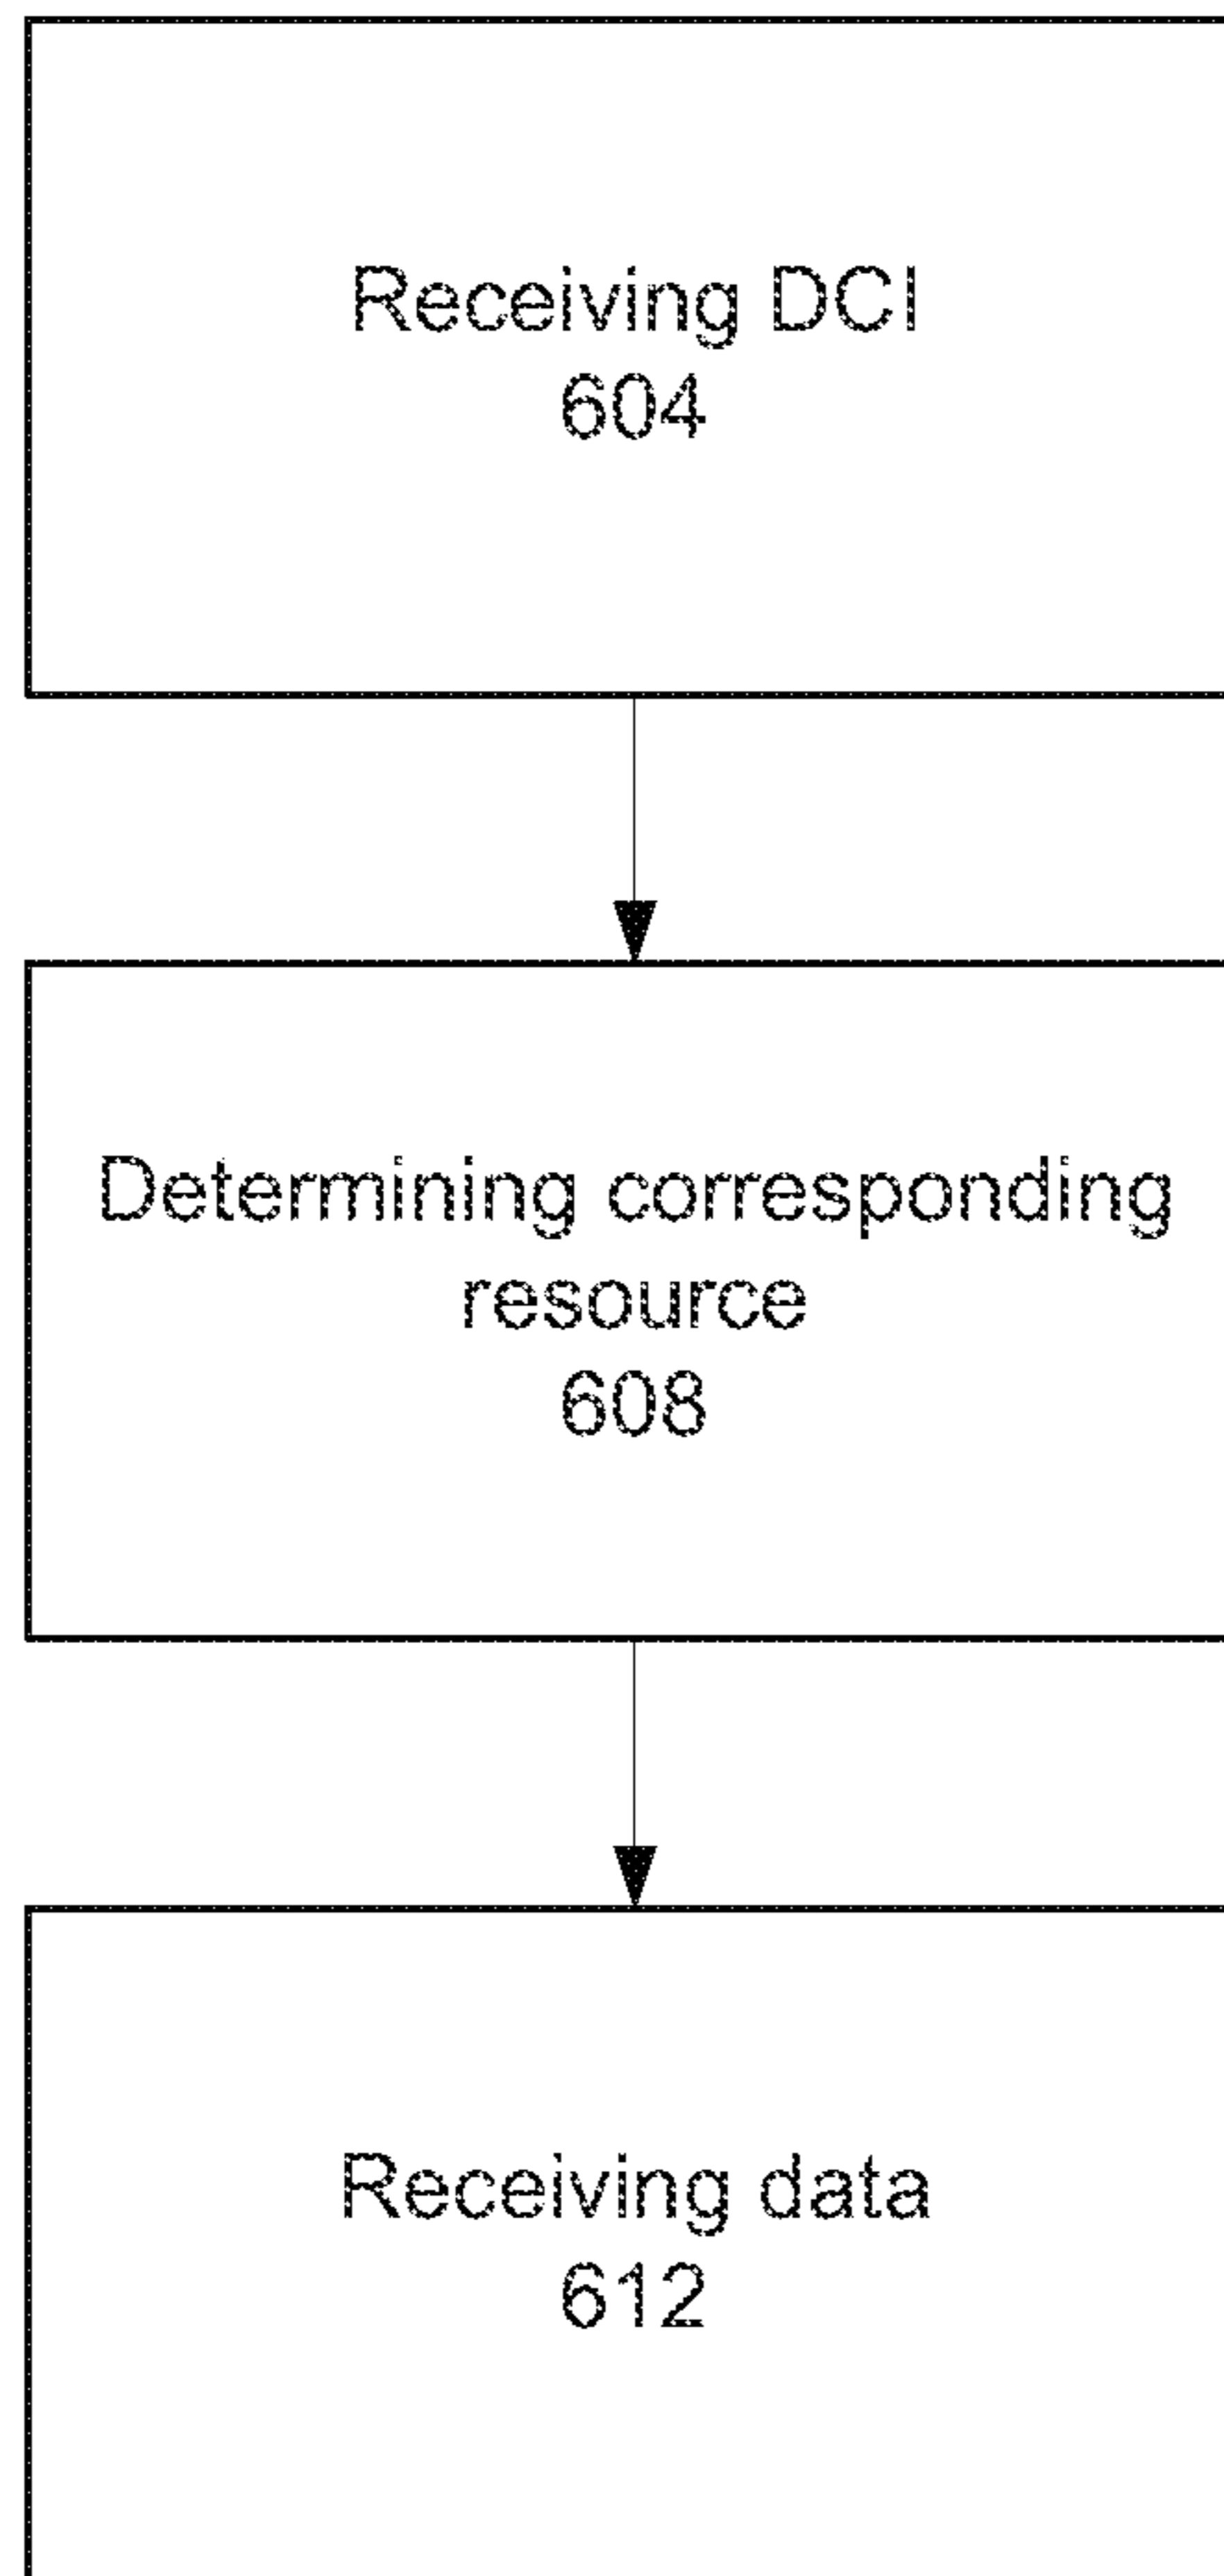 Receiving DCI
604
Determining corresponding
resource
608
Receiving data
612